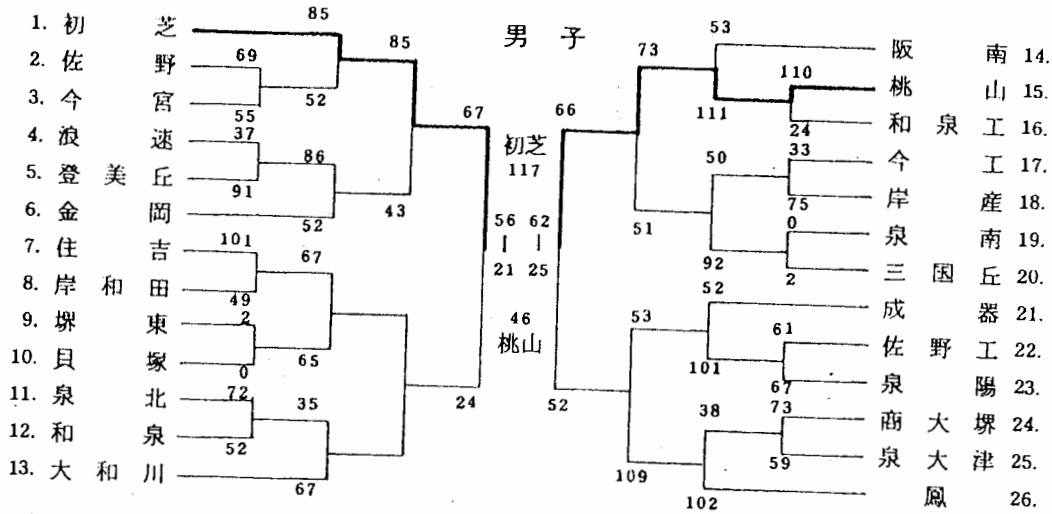 男子
1. 初芝
2. 佐野
3. 今宮
4. 浪速
5. 登美丘
6. 金岡
7. 住吉
8. 岸和田
9. 堺東
10. 貝塚
11. 泉北
12. 和泉
13. 大和川
85
69
55
52
37
91
86
52
85
43
101
49
67
2
0
65
72
52
35
67
67
24
初芝
117
56 62
21 25
46
桃山
66
52
73
51
53
111
110
24
50
92
33
75
0
2
53
109
52
101
61
67
38
102
73
59
阪南 14.
桃山 15.
和泉工 16.
今工 17.
岸産 18.
泉南 19.
三国丘 20.
成器 21.
佐野工 22.
泉陽 23.
商大堺 24.
泉大津 25.
鳳 26.